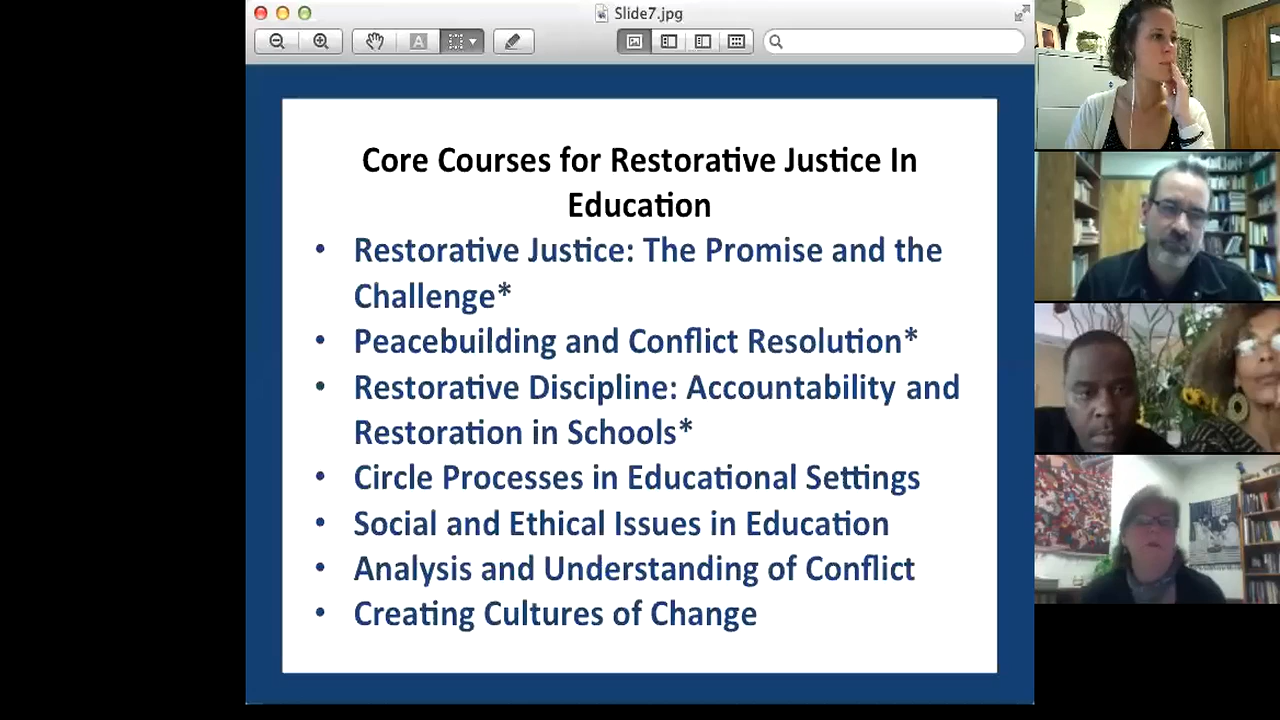 Slide7.jpg
A
Core Courses for Restorative Justice In
Education
• Restorative Justice: The Promise and the
Challenge*
• Peacebuilding and Conflict Resolution*
• Restorative Discipline: Accountability and
Restoration in Schools*
• Circle Processes in Educational Settings
• Social and Ethical Issues in Education
• Analysis and Understanding of Conflict
• Creating Cultures of Change